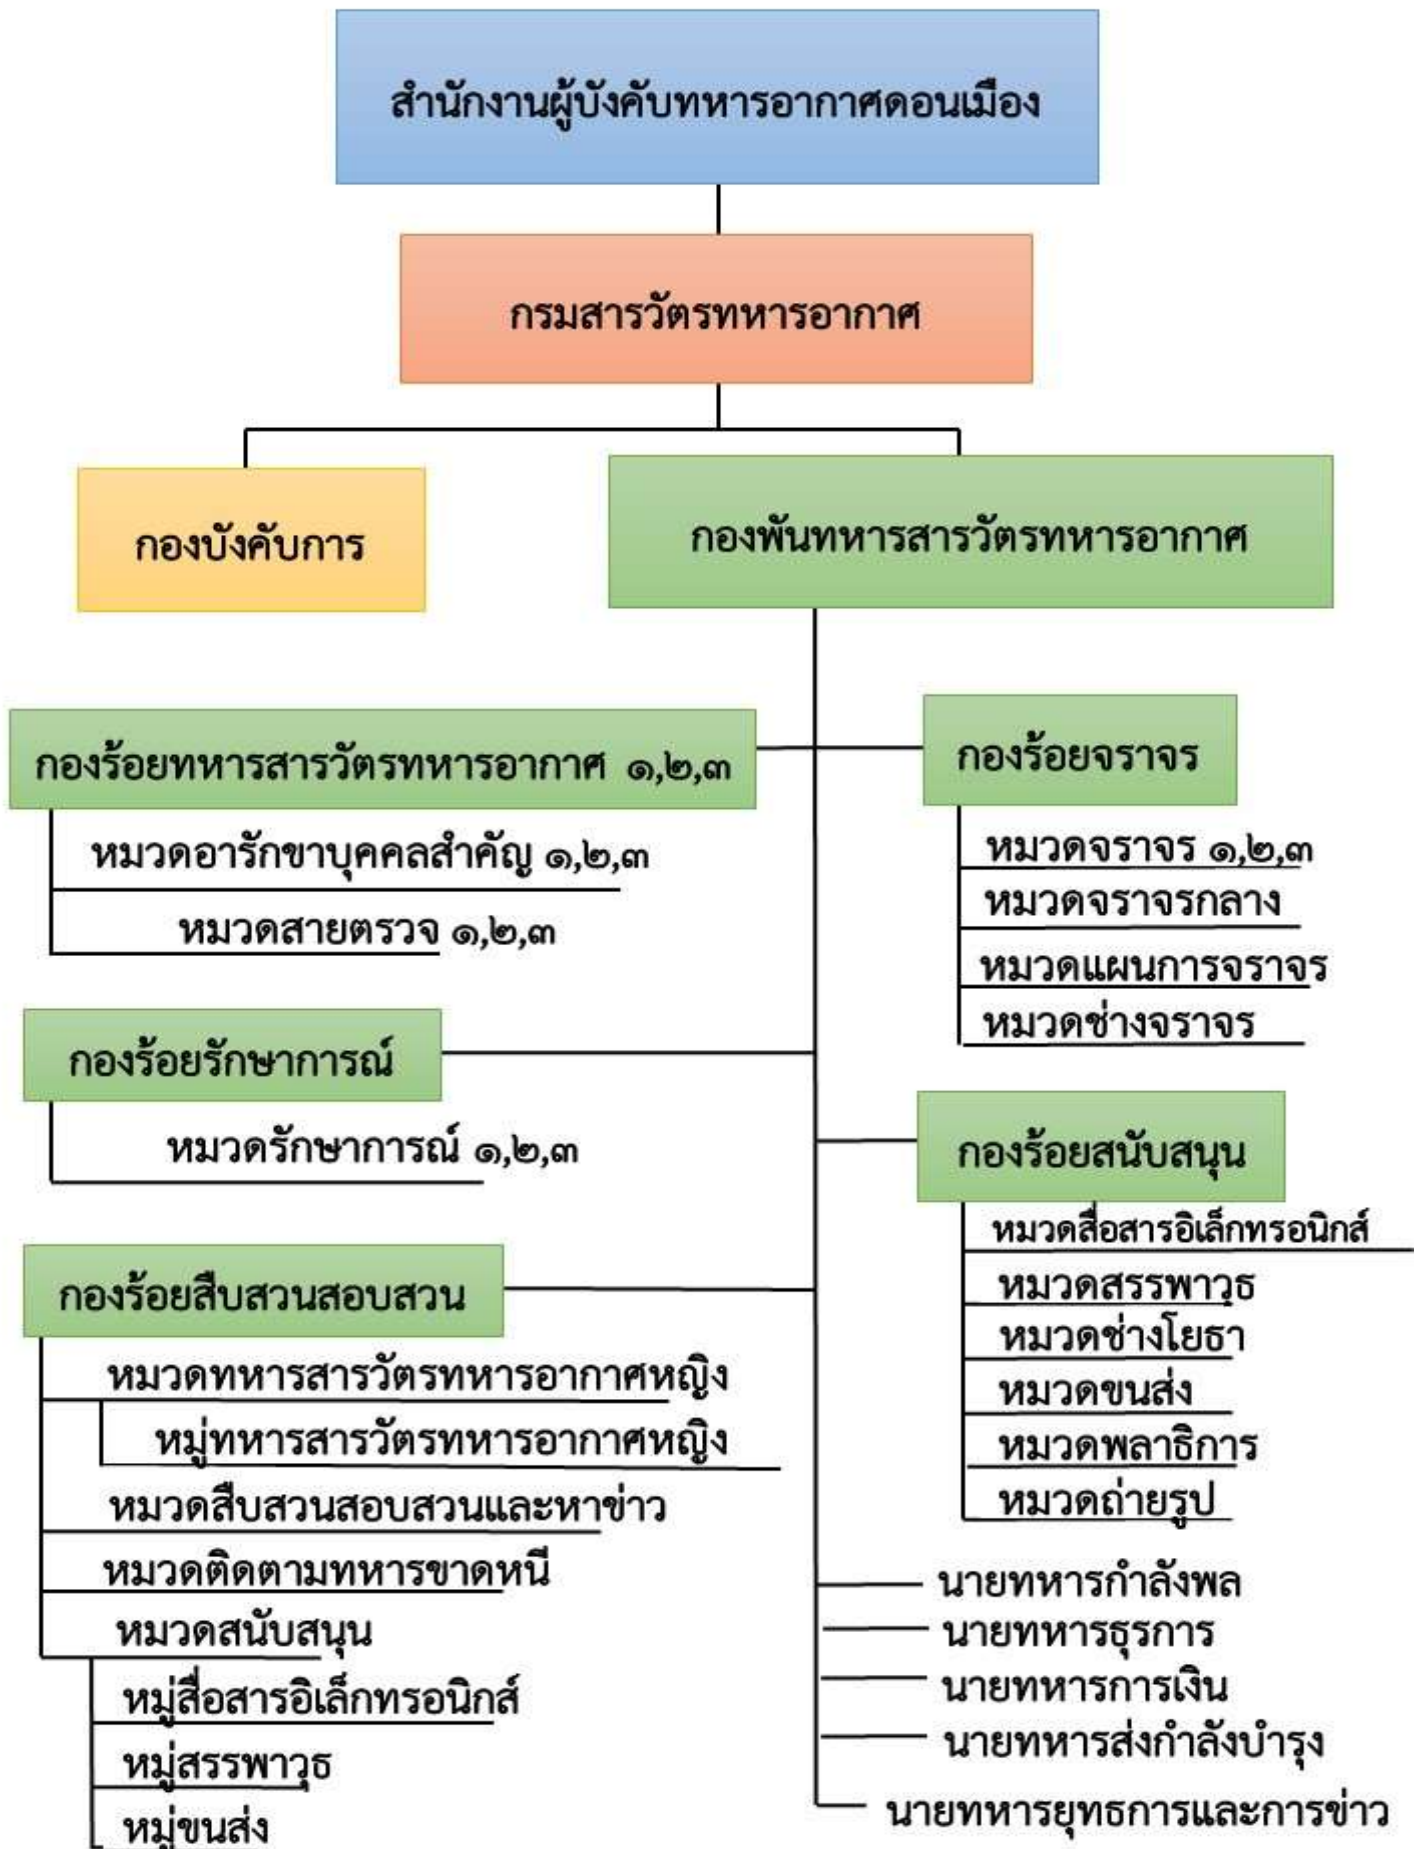 สำนักงานผู้บังคับทหารอากาศดอนเมือง
กรมสารวัตรทหารอากาศ
กองบังคับการ
กองพันทหารสารวัตรทหารอากาศ
กองร้อยทหารสารวัตรทหารอากาศ ๑,๒,๓
หมวดอารักขาบุคคลสำคัญ ๑,๒,๓
หมวดสายตรวจ ๑,๒,๓
กองร้อยรักษาการณ์
หมวดรักษาการณ์ ๑,๒,๓
กองร้อยสืบสวนสอบสวน
หมวดทหารสารวัตรทหารอากาศหญิง
หมู่ทหารสารวัตรทหารอากาศหญิง
หมวดสืบสวนสอบสวนและหาข่าว
หมวดติดตามทหารขาดหนี
หมวดสนับสนุน
หมู่สื่อสารอิเล็กทรอนิกส์
หมู่สรรพาวุธ
หมู่ขนส่ง
กองร้อยจราจร
หมวดจราจร ๑,๒,๓
หมวดจราจรกลาง
หมวดแผนการจราจร
หมวดช่างจราจร
กองร้อยสนับสนุน
หมวดสื่อสารอิเล็กทรอนิกส์
หมวดสรรพาวุธ
หมวดช่างโยธา
หมวดขนส่ง
หมวดพลาธิการ
หมวดถ่ายรูป
นายทหารกำลังพล
นายทหารธุรการ
นายทหารการเงิน
นายทหารส่งกำลังบำรุง
นายทหารยุทธการและการข่าว